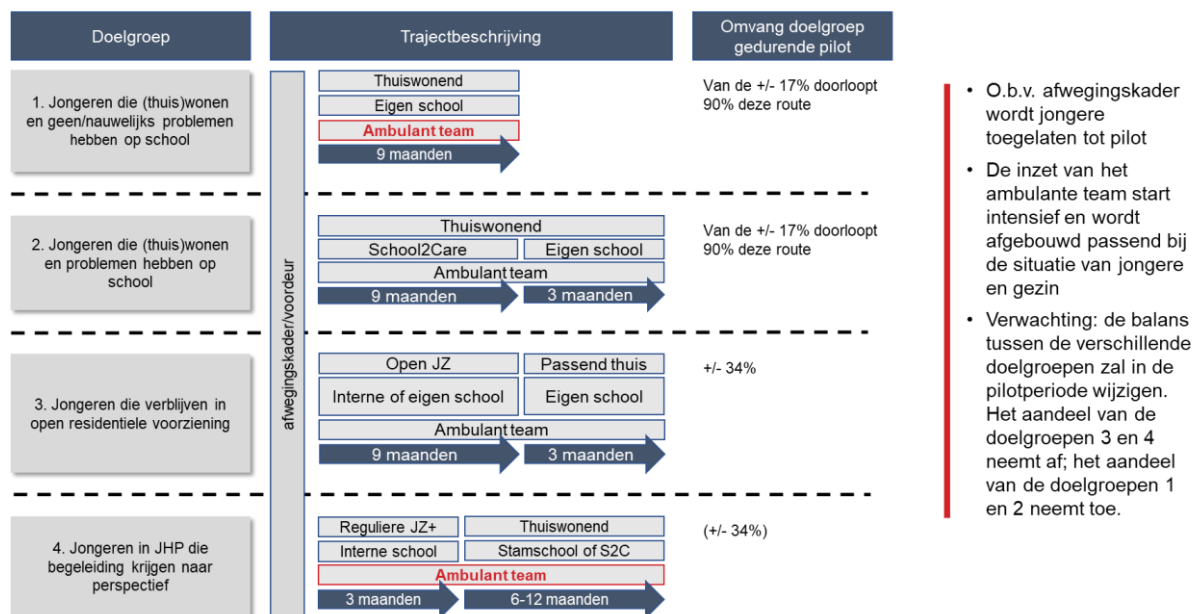 Doelgroep
Trajectbeschrijving
Omvang doelgroep
gedurende pilot
afwegingskader/voordeur
1. Jongeren die (thuis)wonen
en geen/nauwelijks problemen
hebben op school
Thuiswonend
Eigen school
Ambulant team
9 maanden
Van de +/- 17% doorloopt
90% deze route
2. Jongeren die (thuis)wonen
en problemen hebben op
school
Thuiswonend
School2Care
Eigen school
Ambulant team
9 maanden
3 maanden
Van de +/- 17% doorloopt
90% deze route
3. Jongeren die verblijven in
open residentiele voorziening
Open JZ
Passend thuis
Interne of eigen school
Eigen school
Ambulant team
9 maanden
3 maanden
+/- 34%
4. Jongeren in JHP die
begeleiding krijgen naar
perspectief
Reguliere JZ+
Thuiswonend
Interne school
Stamschool of S2C
Ambulant team
3 maanden
6-12 maanden
(+/- 34%)
• O.b.v. afwegingskader
wordt jongere
toegelaten tot pilot
• De inzet van het
ambulante team start
intensief en wordt
afgebouwd passend bij
de situatie van jongere
en gezin
• Verwachting: de balans
tussen de verschillende
doelgroepen zal in de
pilotperiode wijzigen.
Het aandeel van de
doelgroepen 3 en 4
neemt af; het aandeel
van de doelgroepen 1
en 2 neemt toe.